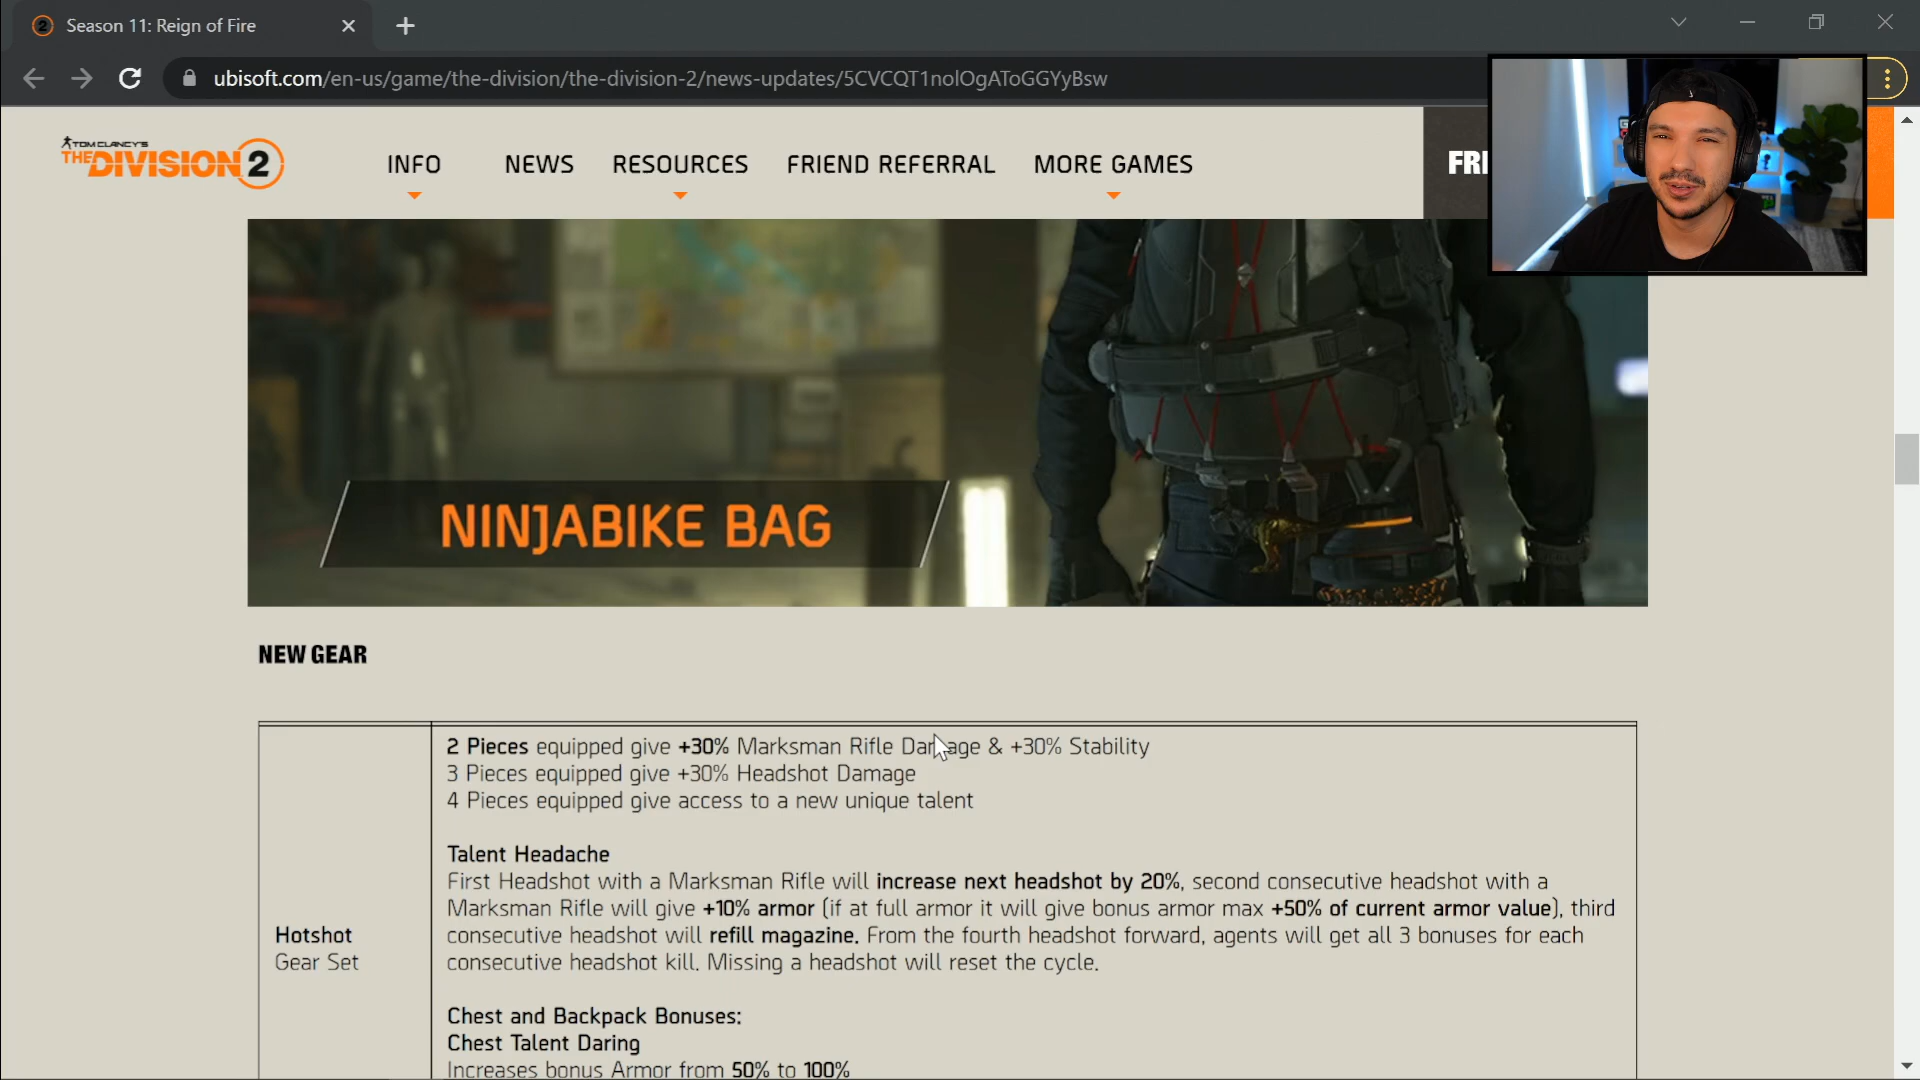 Season 11: Reign of Fire
ubisoft.com/en-us/game/the-division/the-division-2/news-updates/5CVCQT1nolOgAToGGYyBsw
TOM CLANCY'S
THE DIVISION 2
INFO
NEWS
RESOURCES
FRIEND REFERRAL
MORE GAMES
NINJABIKE BAG
NEW GEAR
2 Pieces equipped give +30% Marksman Rifle Damage & +30% Stability
3 Pieces equipped give +30% Headshot Damage
4 Pieces equipped give access to a new unique talent
Talent Headache
First Headshot with a Marksman Rifle will increase next headshot by 20%, second consecutive headshot with a
Marksman Rifle will give +10% armor (if at full armor it will give bonus armor max +50% of current armor value), third
consecutive headshot will refill magazine. From the fourth headshot forward, agents will get all 3 bonuses for each
consecutive headshot kill. Missing a headshot will reset the cycle.
Hotshot
Gear Set
Chest and Backpack Bonuses:
Chest Talent Daring
Increases bonus Armor from 50% to 100%